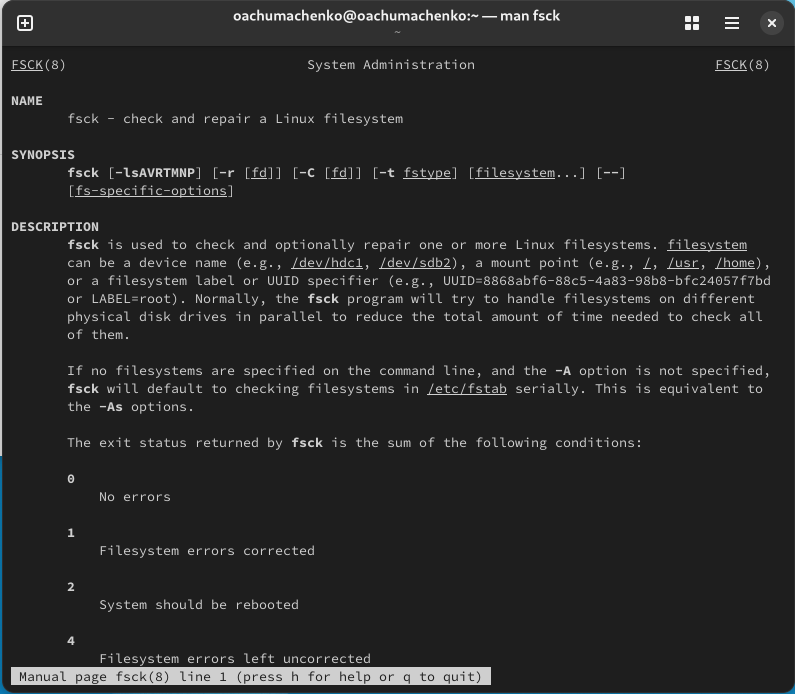 oachumachenko@oachumachenko:~ — man fsck
~
FSCK(8) System Administration FSCK(8)
NAME
fsck - check and repair a Linux filesystem
SYNOPSIS
fsck [-lsAVRTMNP] [-r [fd]] [-C [fd]] [-t fstype] [filesystem...] [--]
[fs-specific-options]
DESCRIPTION
fsck is used to check and optionally repair one or more Linux filesystems. filesystem
can be a device name (e.g., /dev/hdc1, /dev/sdb2), a mount point (e.g., /, /usr, /home),
or a filesystem label or UUID specifier (e.g., UUID=8868abf6-88c5-4a83-98b8-bfc24057f7bd
or LABEL=root). Normally, the fsck program will try to handle filesystems on different
physical disk drives in parallel to reduce the total amount of time needed to check all
of them.
If no filesystems are specified on the command line, and the -A option is not specified,
fsck will default to checking filesystems in /etc/fstab serially. This is equivalent to
the -As options.
The exit status returned by fsck is the sum of the following conditions:
0
No errors
1
Filesystem errors corrected
2
System should be rebooted
4
Filesystem errors left uncorrected
Manual page fsck(8) line 1 (press h for help or q to quit)